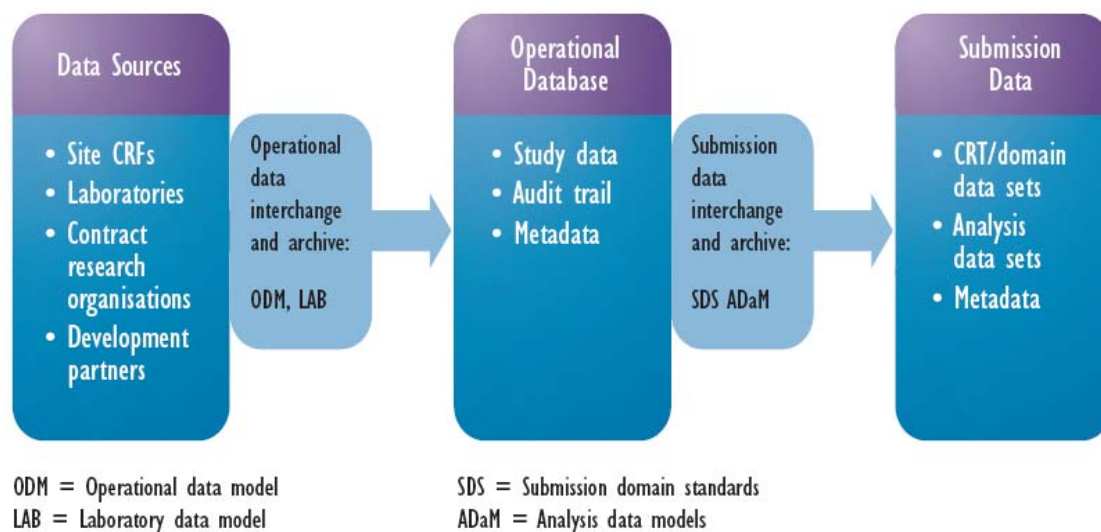 Data Sources
• Site CRFs
• Laboratories
• Contract
research
organisations
• Development
partners
Operational
data
interchange
and archive:
ODM, LAB
Operational
Database
• Study data
• Audit trail
• Metadata
Submission
data
interchange
and archive:
SDS ADaM
Submission
Data
• CRT/domain
data sets
• Analysis
data sets
• Metadata
ODM = Operational data model
LAB = Laboratory data model
SDS = Submission domain standards
ADaM = Analysis data models